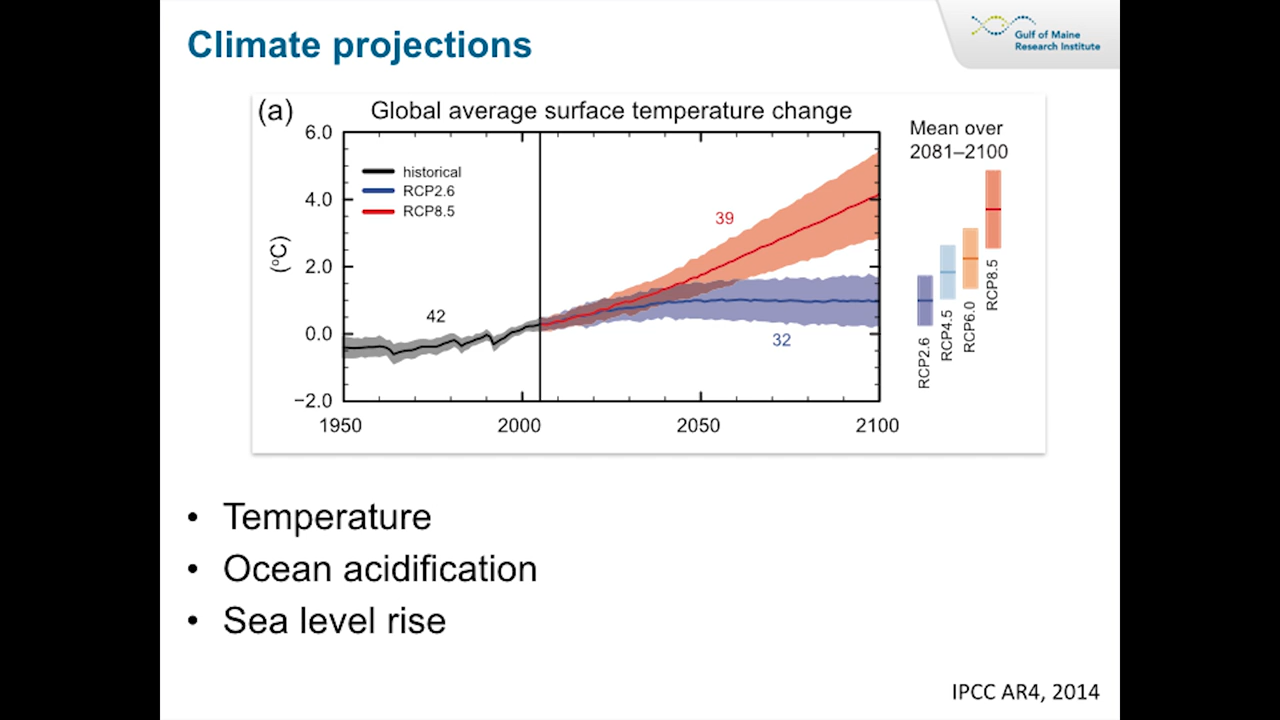 Climate projections
Gulf of Maine
Research Institute
(a)
Global average surface temperature change
6.0
4.0
2.0
0.0
−2.0
(°C)
historical
RCP2.6
RCP8.5
42
39
32
1950
2000
2050
2100
Mean over
2081–2100
RCP2.6
RCP4.5
RCP6.0
RCP8.5
• Temperature
• Ocean acidification
• Sea level rise
IPCC AR4, 2014